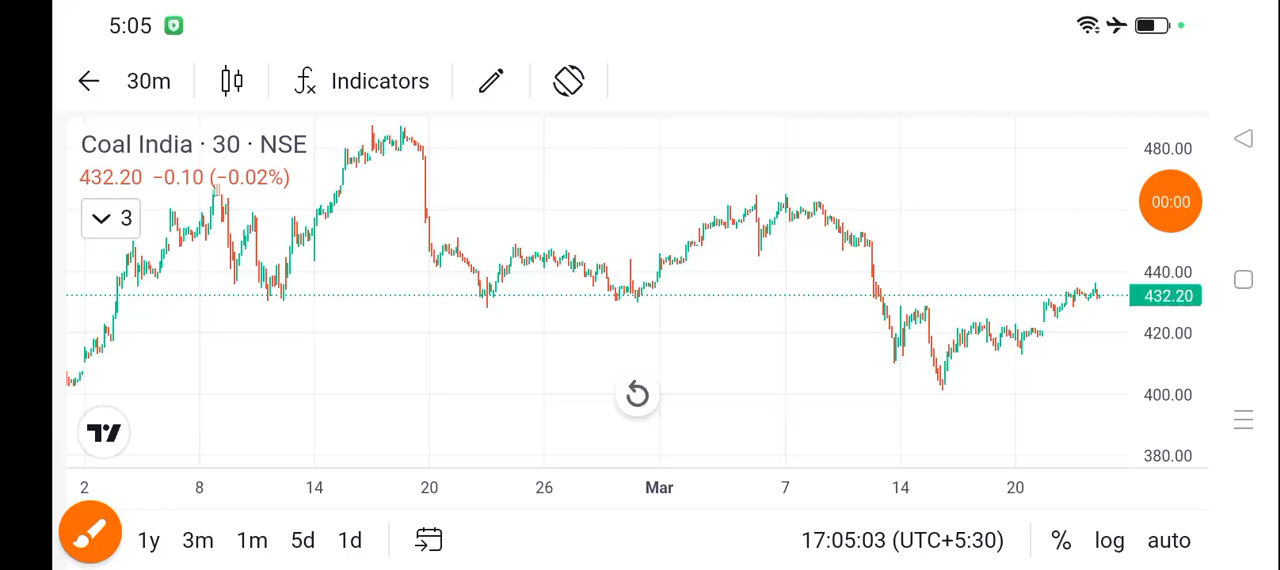 5:05
30m
Indicators
Coal India · 30 · NSE
432.20 −0.10 (−0.02%)
3
480.00
00:00
440.00
432.20
420.00
400.00
380.00
2 8 14 20 26 Mar 7 14 20
1y 3m 1m 5d 1d
17:05:03 (UTC+5:30)
% log auto